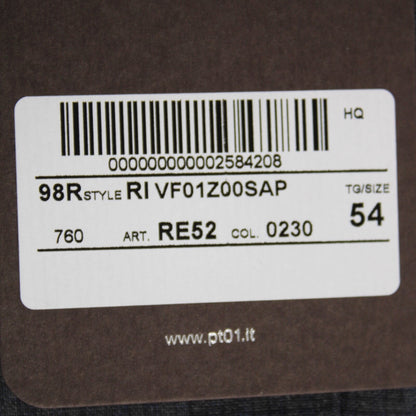 HQ
000000000002584208
98R STYLE RI VF01Z00SAP TG/SIZE
54
760 ART. RE52 COL. 0230
www.pt01.it